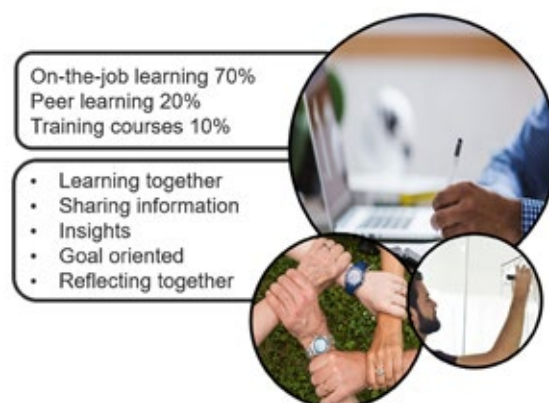 On-the-job learning 70%
Peer learning 20%
Training courses 10%
• Learning together
• Sharing information
• Insights
• Goal oriented
• Reflecting together